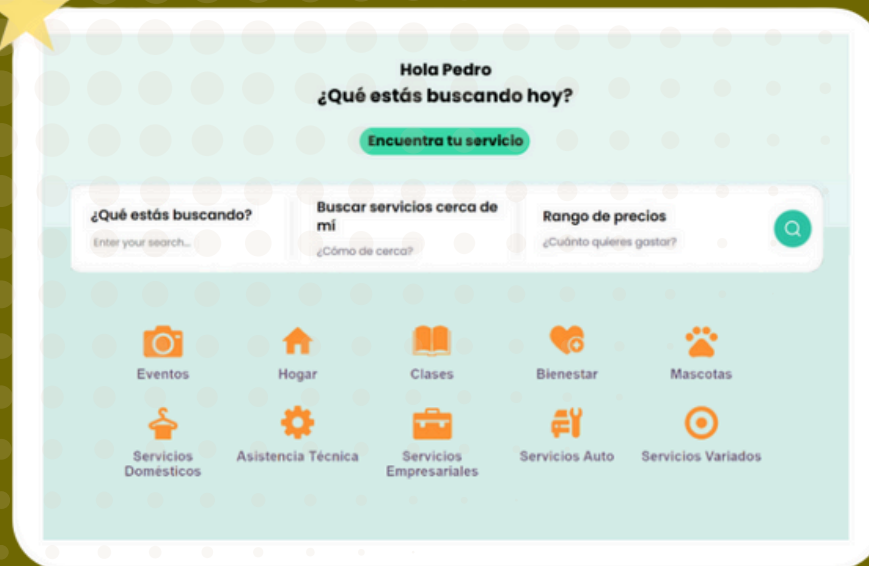 Hola Pedro
¿Qué estás buscando hoy?
Encuentra tu servicio
¿Qué estás buscando?
Enter your search...
Buscar servicios cerca de
mí
¿Cómo de cerca?
Rango de precios
¿Cuánto quieres gastar?
Eventos
Hogar
Clases
Bienestar
Mascotas
Servicios
Domésticos
Asistencia Técnica
Servicios
Empresariales
Servicios Auto
Servicios Variados